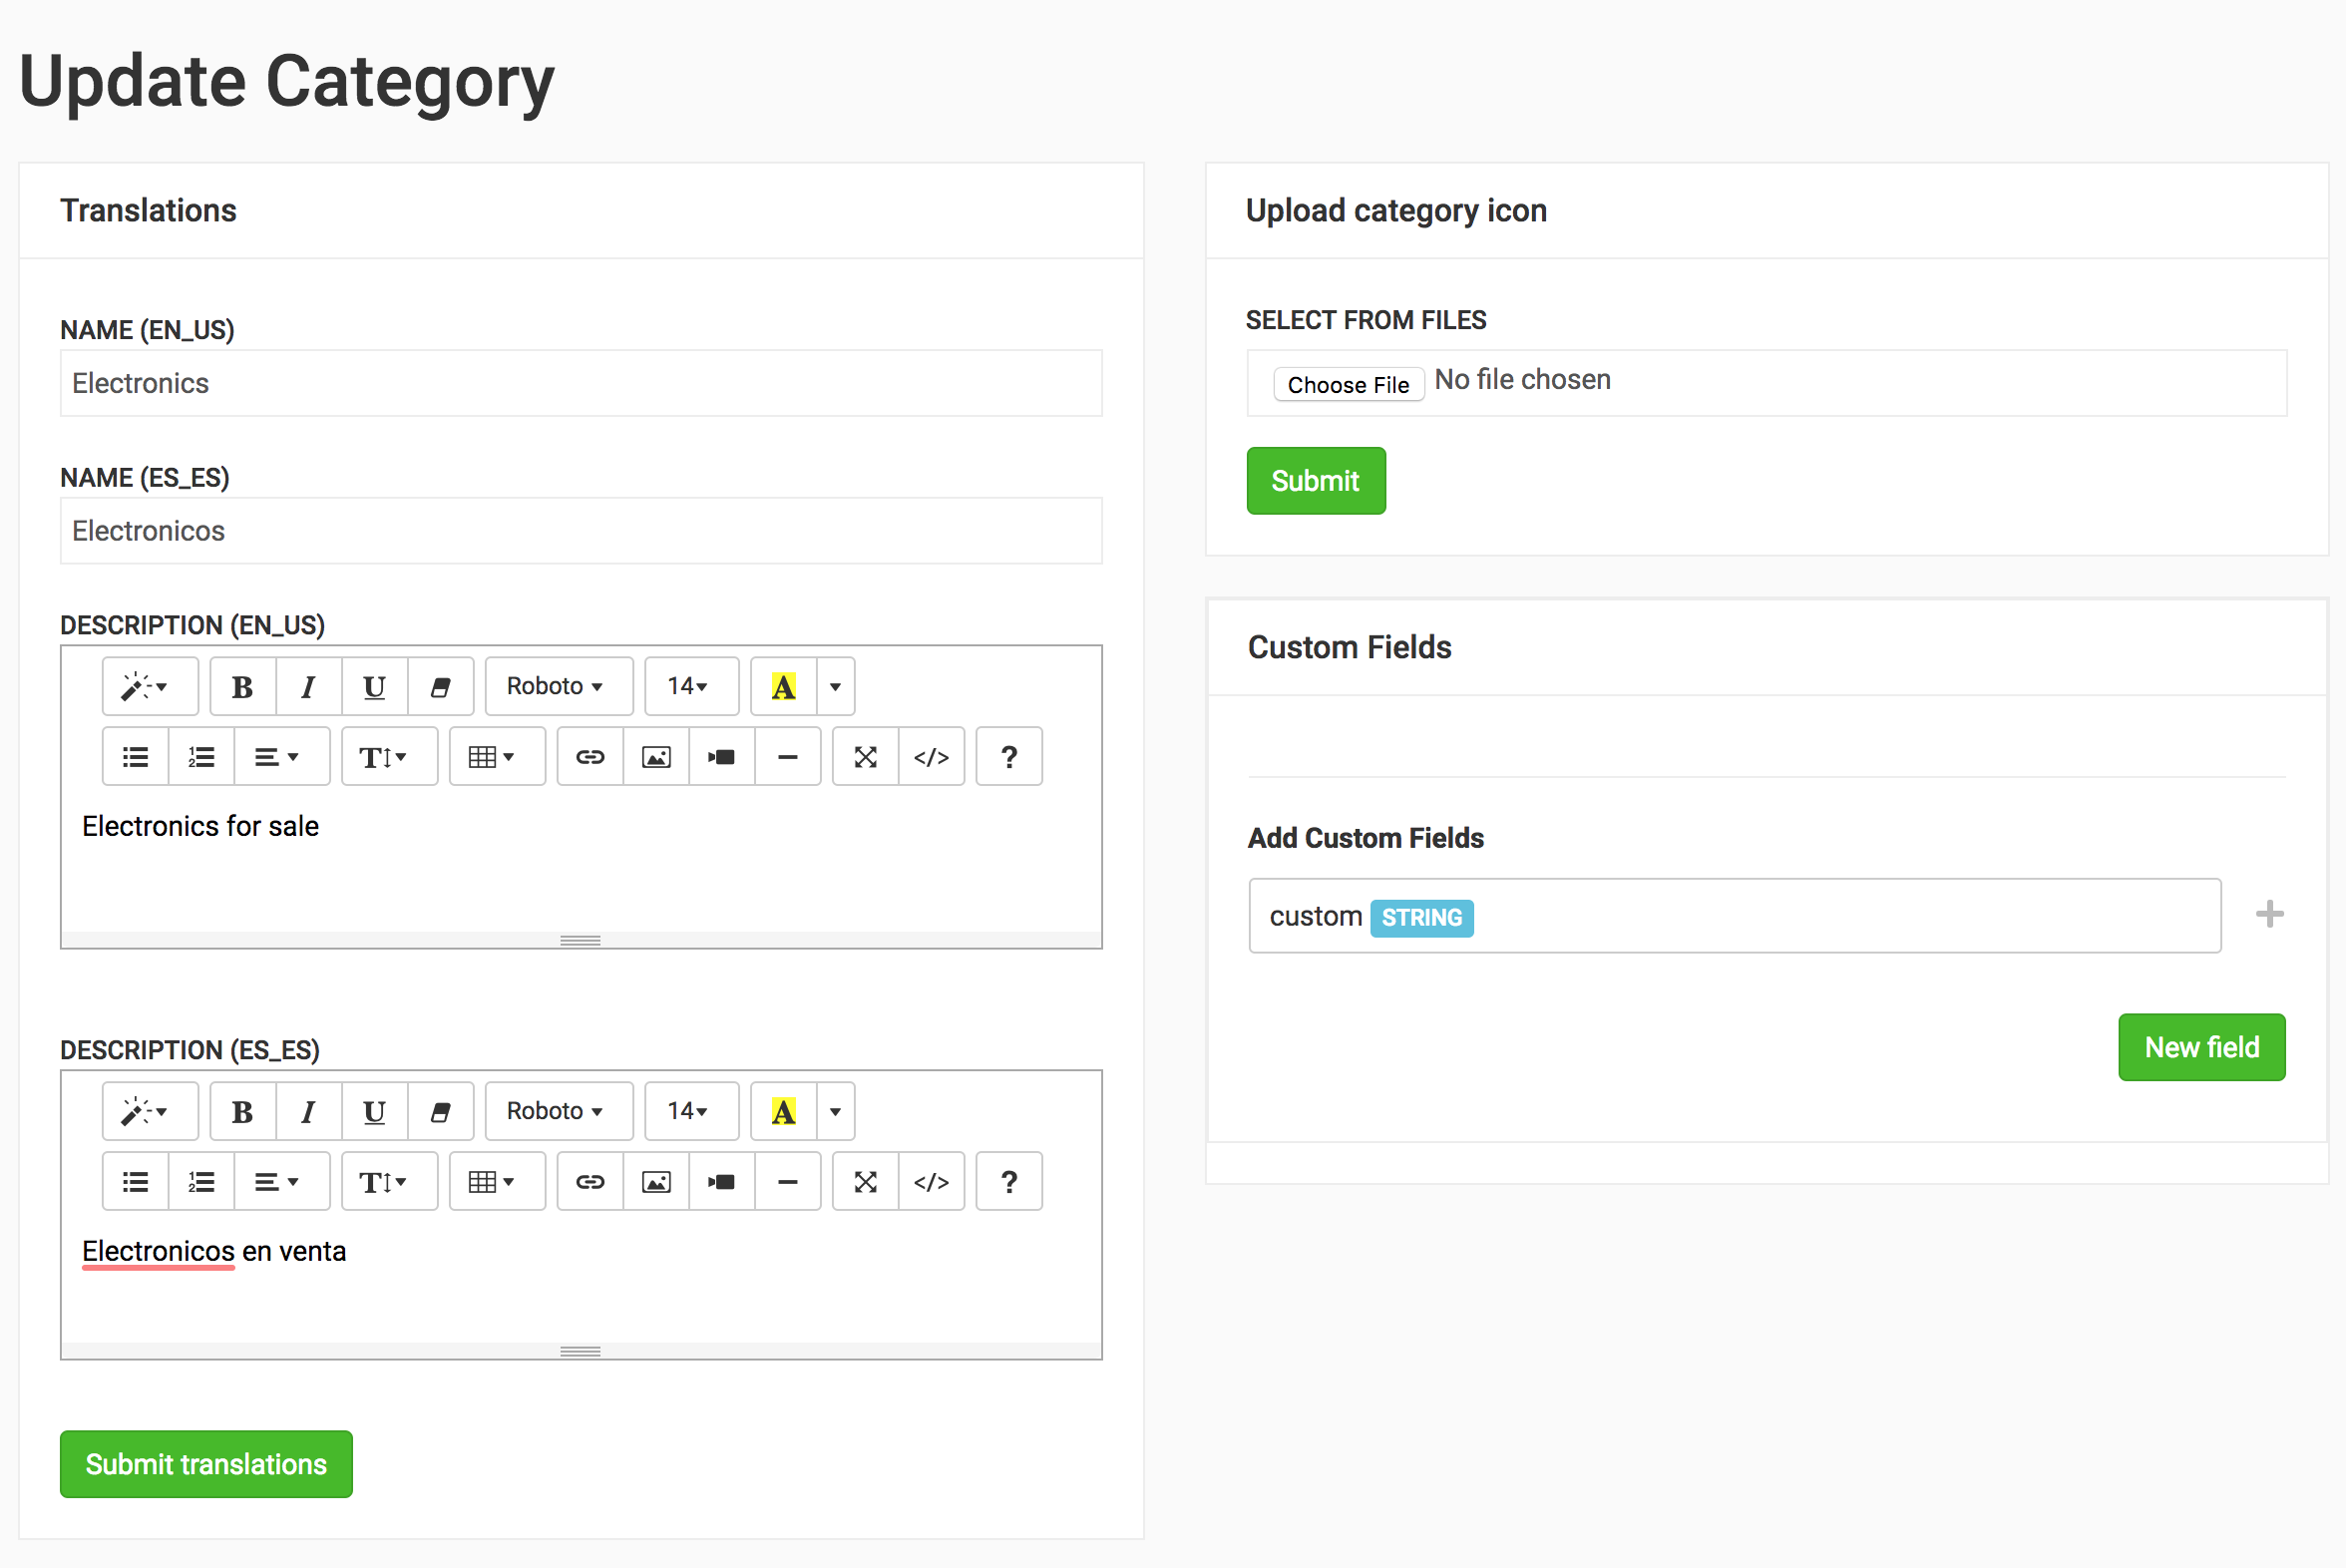 Update Category
Translations
NAME (EN_US)
Electronics
NAME (ES_ES)
Electronicos
DESCRIPTION (EN_US)
B I U Roboto 14 A
T </> ?
Electronics for sale
DESCRIPTION (ES_ES)
B I U Roboto 14 A
T </> ?
Electronicos en venta
Submit translations
Upload category icon
SELECT FROM FILES
Choose File No file chosen
Submit
Custom Fields
Add Custom Fields
custom STRING
New field